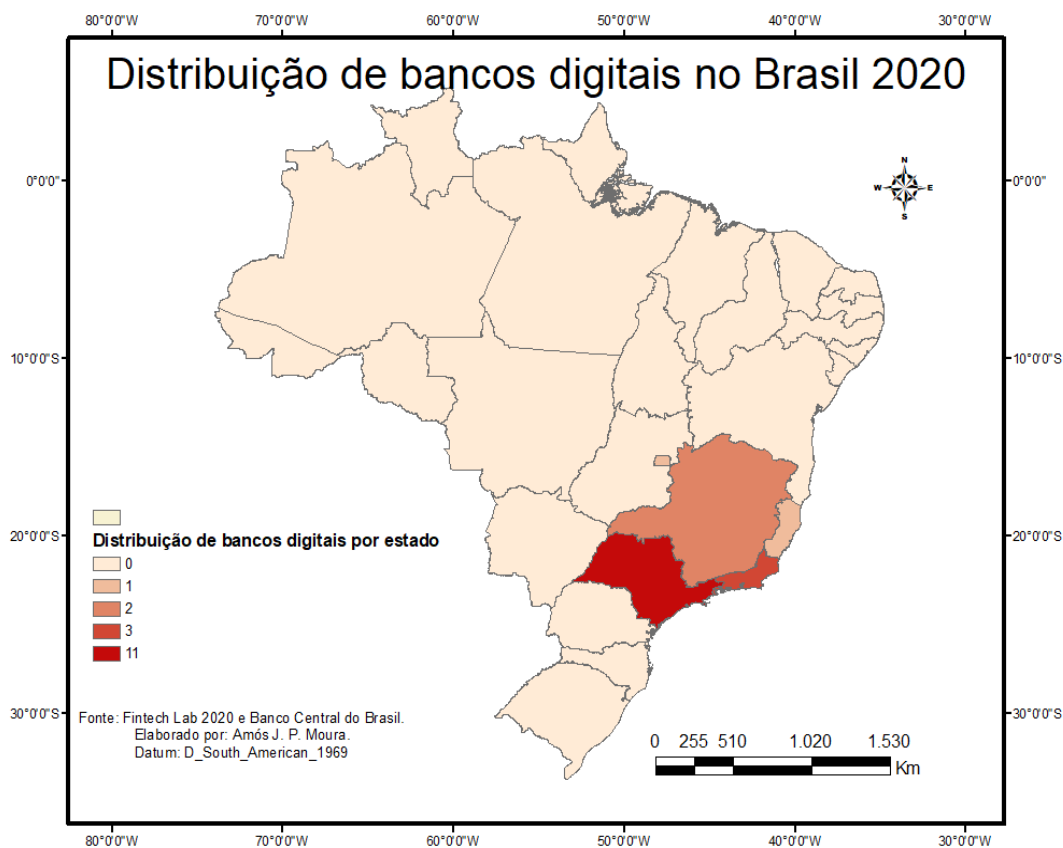 80°0'0"W 70°0'0"W 60°0'0"W 50°0'0"W 40°0'0"W 30°0'0"W
Distribuição de bancos digitais no Brasil 2020
N
W E
S
0°0'0" 0°0'0"
10°0'0"S 10°0'0"S
20°0'0"S 20°0'0"S
Distribuição de bancos digitais por estado
0
1
2
3
11
30°0'0"S 30°0'0"S
Fonte: Fintech Lab 2020 e Banco Central do Brasil.
Elaborado por: Amós J. P. Moura.
Datum: D_South_American_1969
0 255 510 1.020 1.530
Km
80°0'0"W 70°0'0"W 60°0'0"W 50°0'0"W 40°0'0"W 30°0'0"W